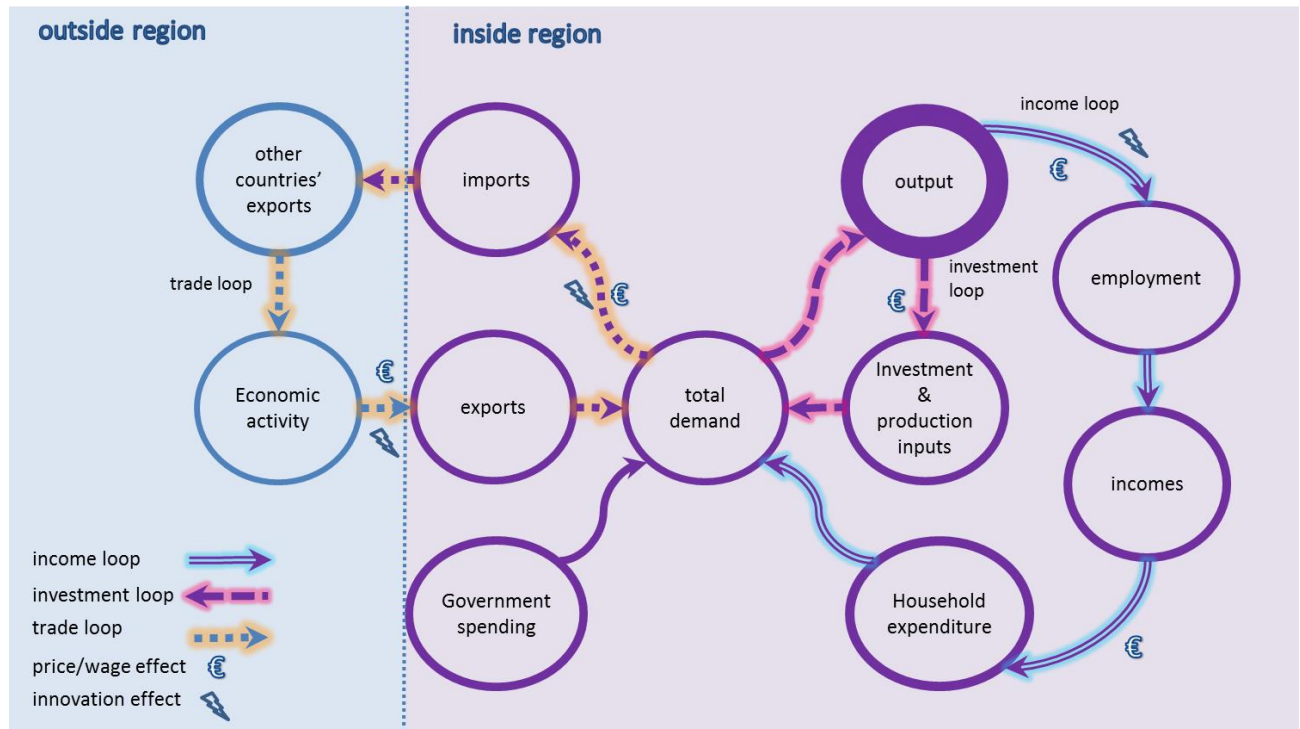 outside region
inside region
income loop
other
countries'
exports
imports
output
trade loop
investment
loop
employment
€
€
€
€
€
Economic
activity
exports
total
demand
Investment
&
production
inputs
incomes
income loop
investment loop
trade loop
price/wage effect €
innovation effect
Government
spending
Household
expenditure